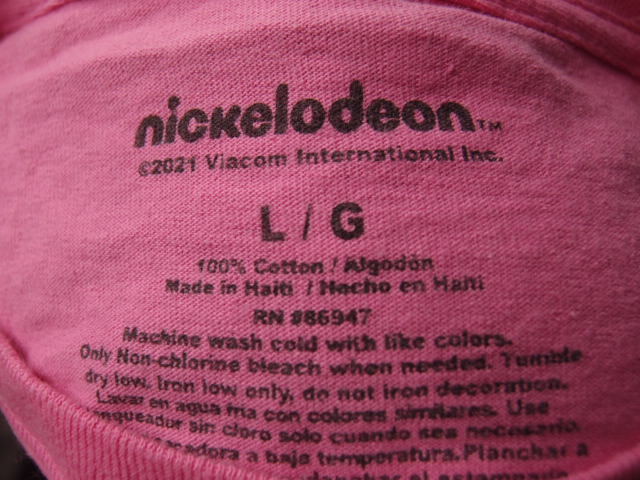 nickelodeon™
©2021 Viacom International Inc.
L / G
100% Cotton / Algodón
Made in Haiti / Hecho en Haiti
RN #86947
Machine wash cold with like colors.
Only Non-chlorine bleach when needed. Tumble
dry low. Iron low only, do not iron decoration.
Lavar en agua fria con colores similares. Use
sin cloro solo cuando sea necesario.
a baja temperatura. Planchar a
al estampado